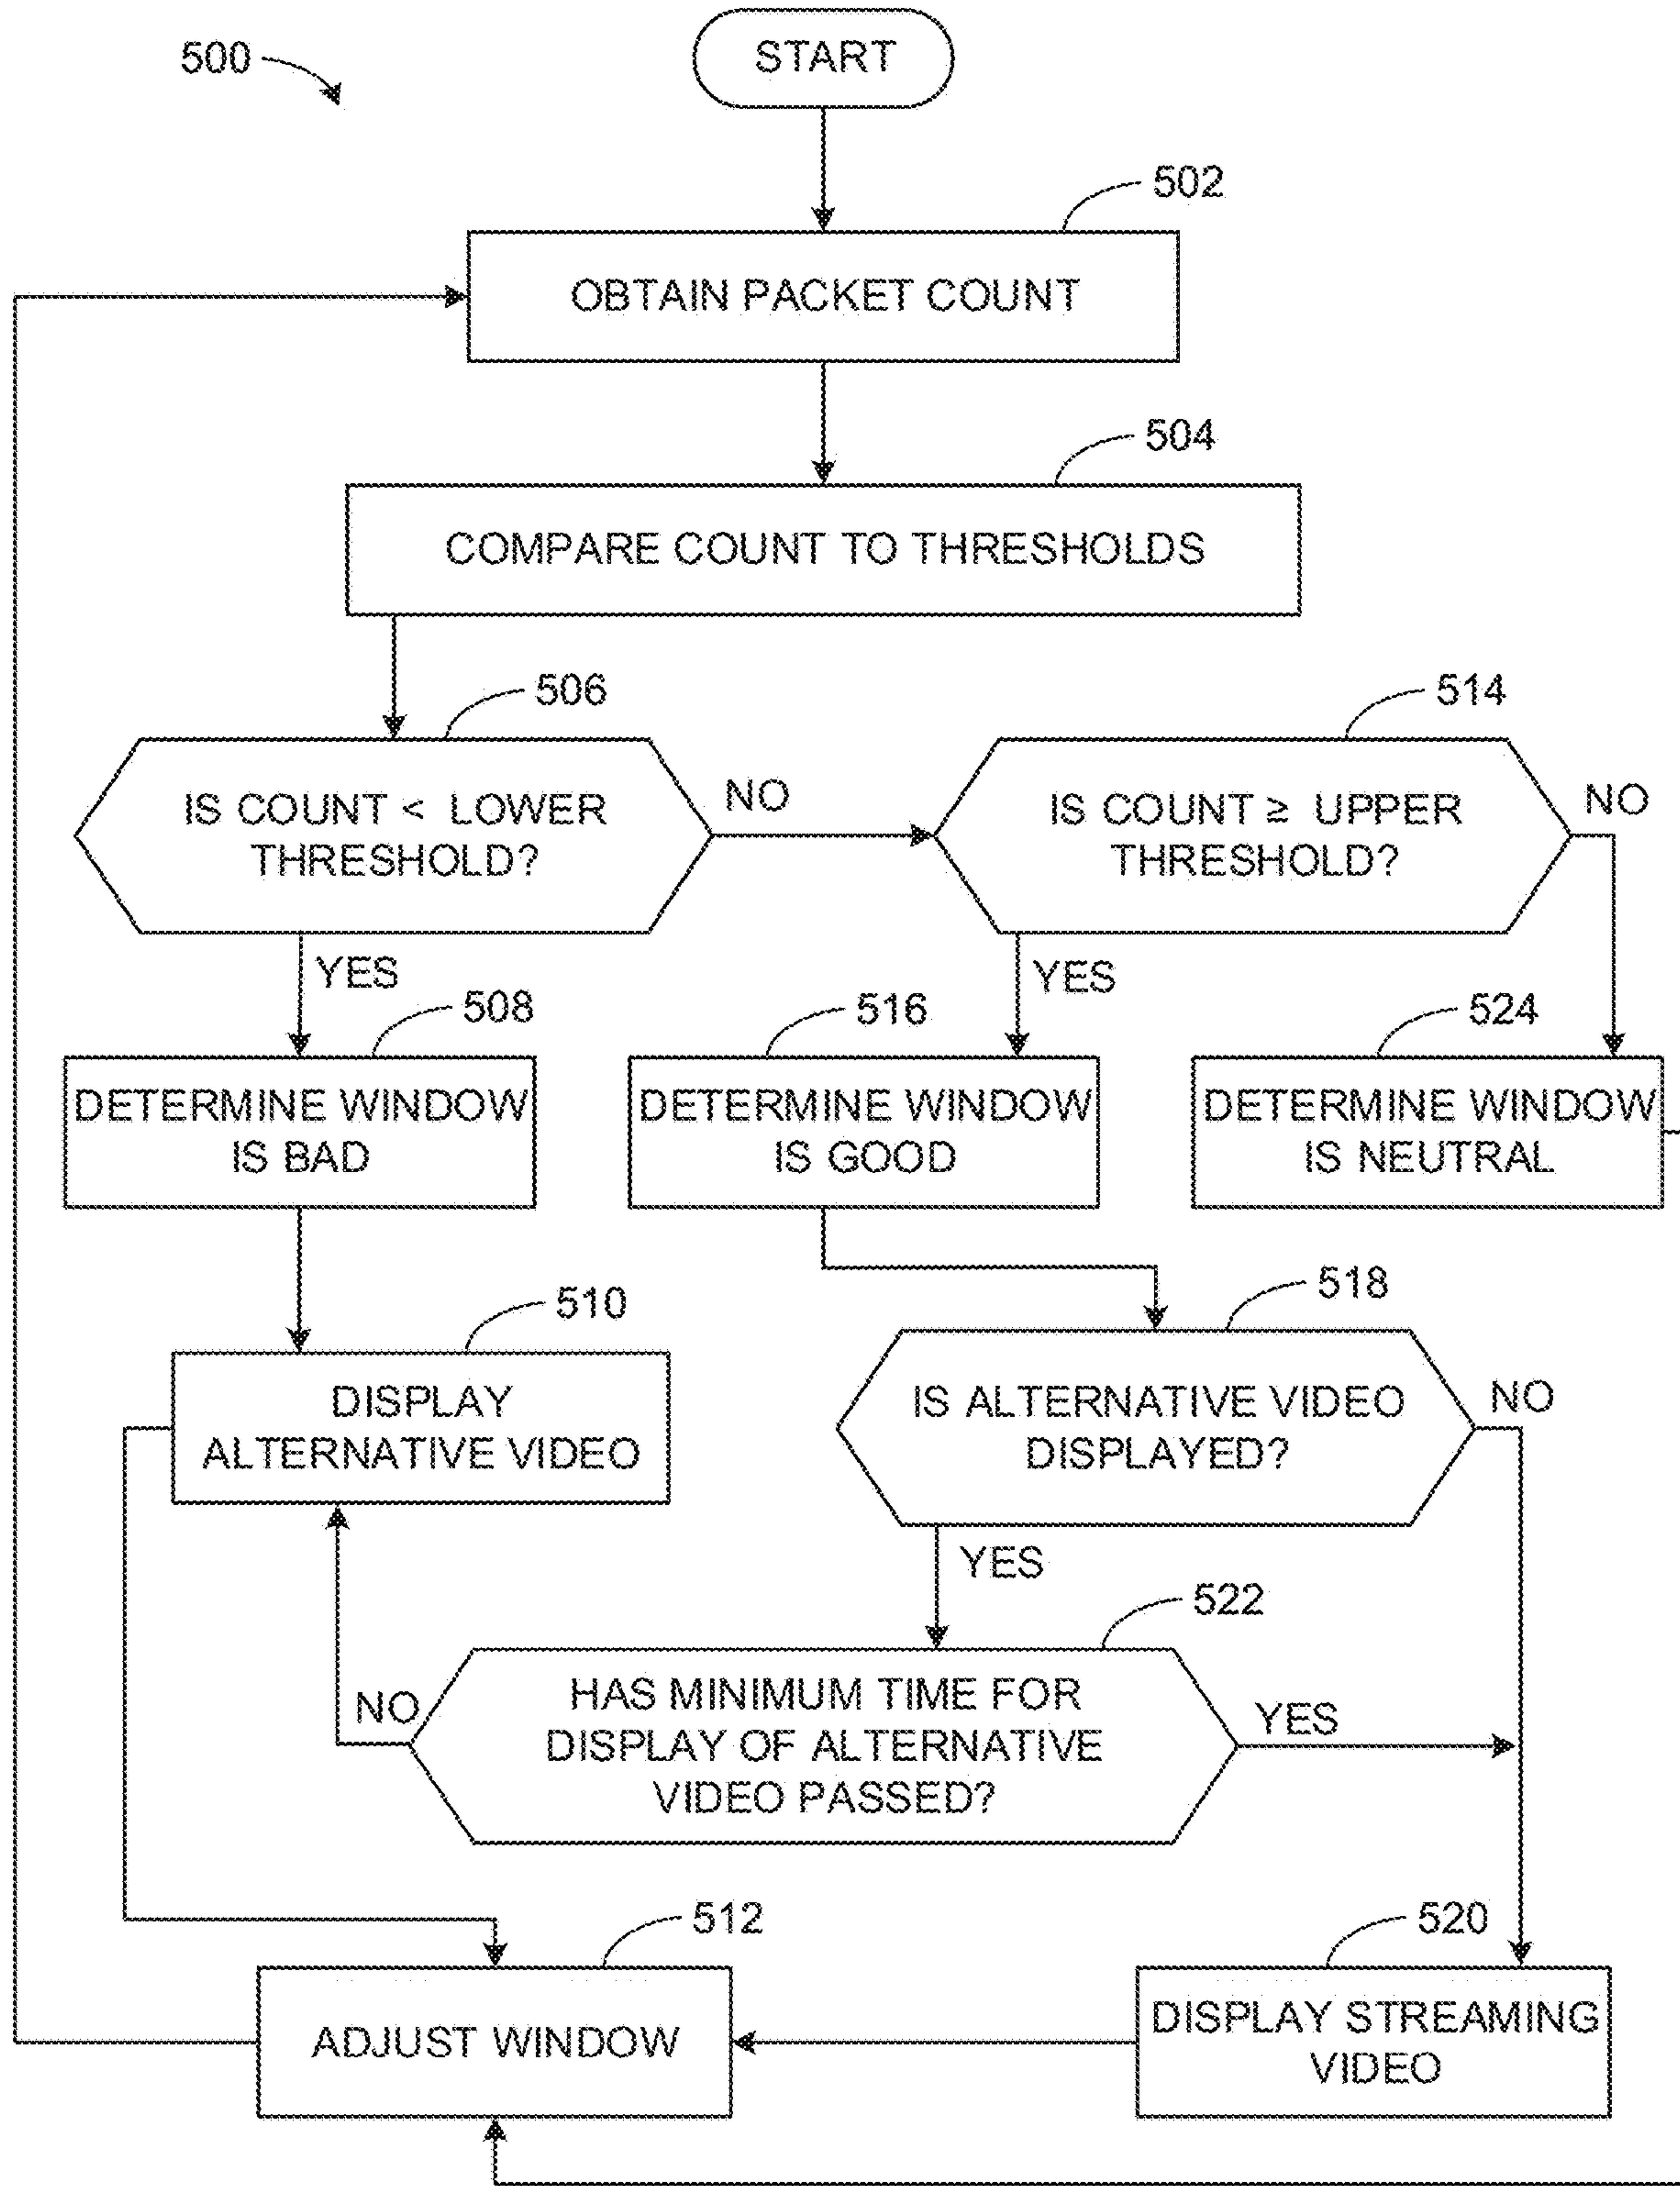 500
START
502
OBTAIN PACKET COUNT
504
COMPARE COUNT TO THRESHOLDS
506
514
IS COUNT < LOWER
THRESHOLD?
NO
IS COUNT ≥ UPPER
THRESHOLD?
NO
YES
YES
508
516
524
DETERMINE WINDOW
IS BAD
DETERMINE WINDOW
IS GOOD
DETERMINE WINDOW
IS NEUTRAL
510
518
DISPLAY
ALTERNATIVE VIDEO
IS ALTERNATIVE VIDEO
DISPLAYED?
NO
YES
522
NO
HAS MINIMUM TIME FOR
DISPLAY OF ALTERNATIVE
VIDEO PASSED?
YES
512
520
ADJUST WINDOW
DISPLAY STREAMING
VIDEO